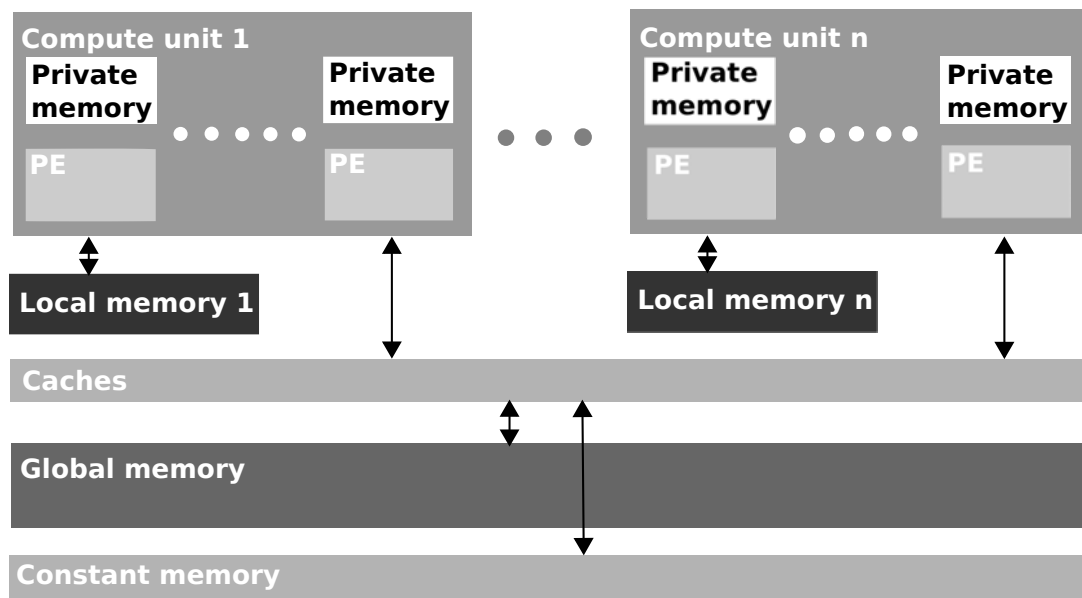 Compute unit 1
Private
memory
Private
memory
PE
PE
Compute unit n
Private
memory
Private
memory
PE
PE
Local memory 1
Local memory n
Caches
Global memory
Constant memory